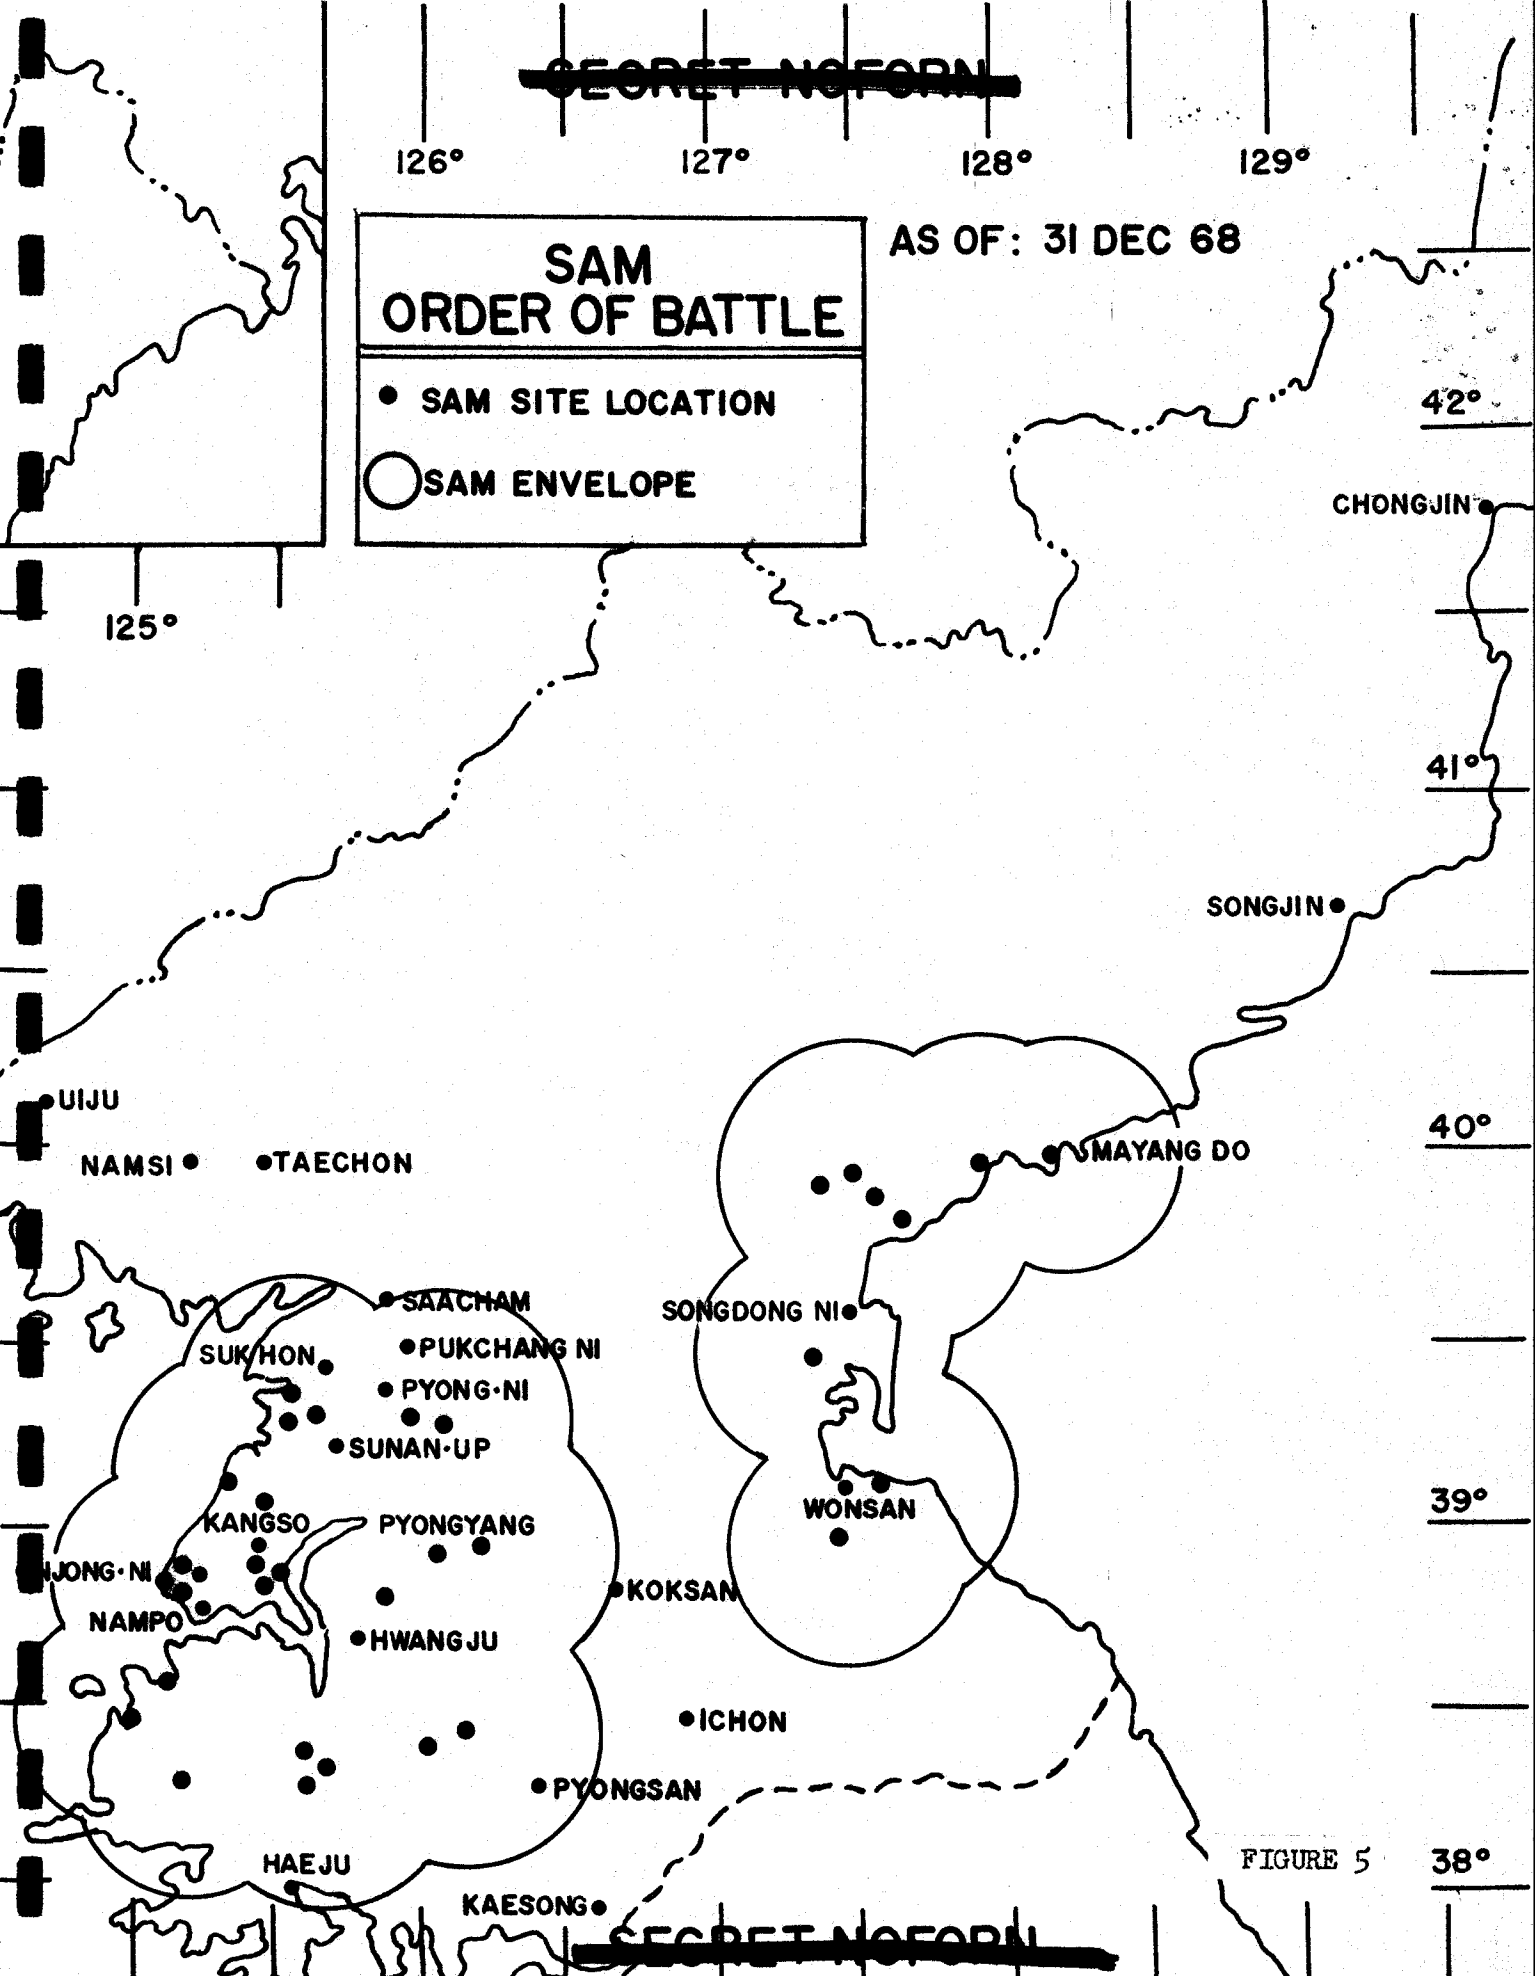 SECRET NOFORN
126° 127° 128° 129°
AS OF: 31 DEC 68
SAM
ORDER OF BATTLE
SAM SITE LOCATION
SAM ENVELOPE
42°
CHONGJIN
125°
41°
SONGJIN
UIJU
40°
NAMSI
TAECHON
MAYANG DO
SAACHAM
SONGDONG NI
SUKHON
PUKCHANG NI
PYONG-NI
SUNAN-UP
39°
WONSAN
KANGSO
PYONGYANG
JONG-NI
KOKSAN
NAMPO
HWANGJU
ICHON
PYONGSAN
FIGURE 5
38°
HAEJU
KAESONG
SECRET NOFORN